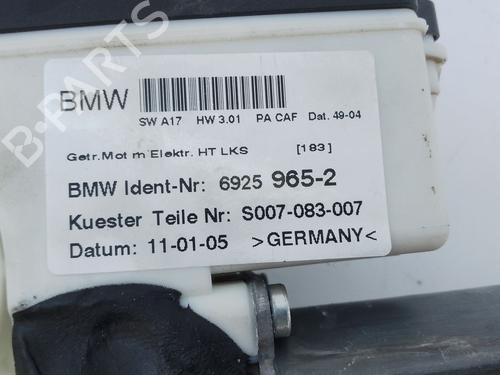 BMW
SW A17 HW 3.01 PA CAF Dat. 49-04
Getr.Mot m Elektr. HT LKS [183]
BMW Ident-Nr: 6925 965-2
Kuester Teile Nr: S007-083-007
Datum: 11-01-05 >GERMANY<
B-PARTS